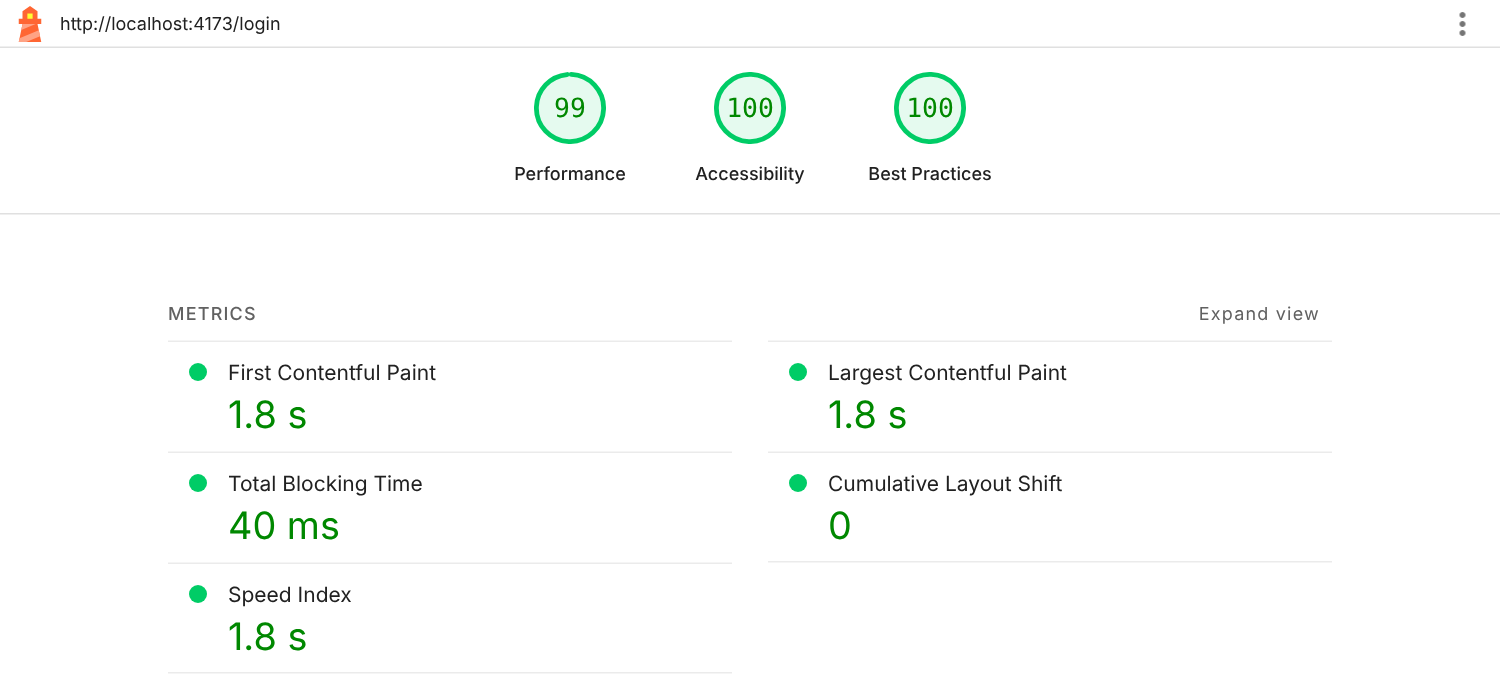 http://localhost:4173/login
99
100
100
Performance
Accessibility
Best Practices
METRICS
Expand view
First Contentful Paint
1.8 s
Largest Contentful Paint
1.8 s
Total Blocking Time
40 ms
Cumulative Layout Shift
0
Speed Index
1.8 s